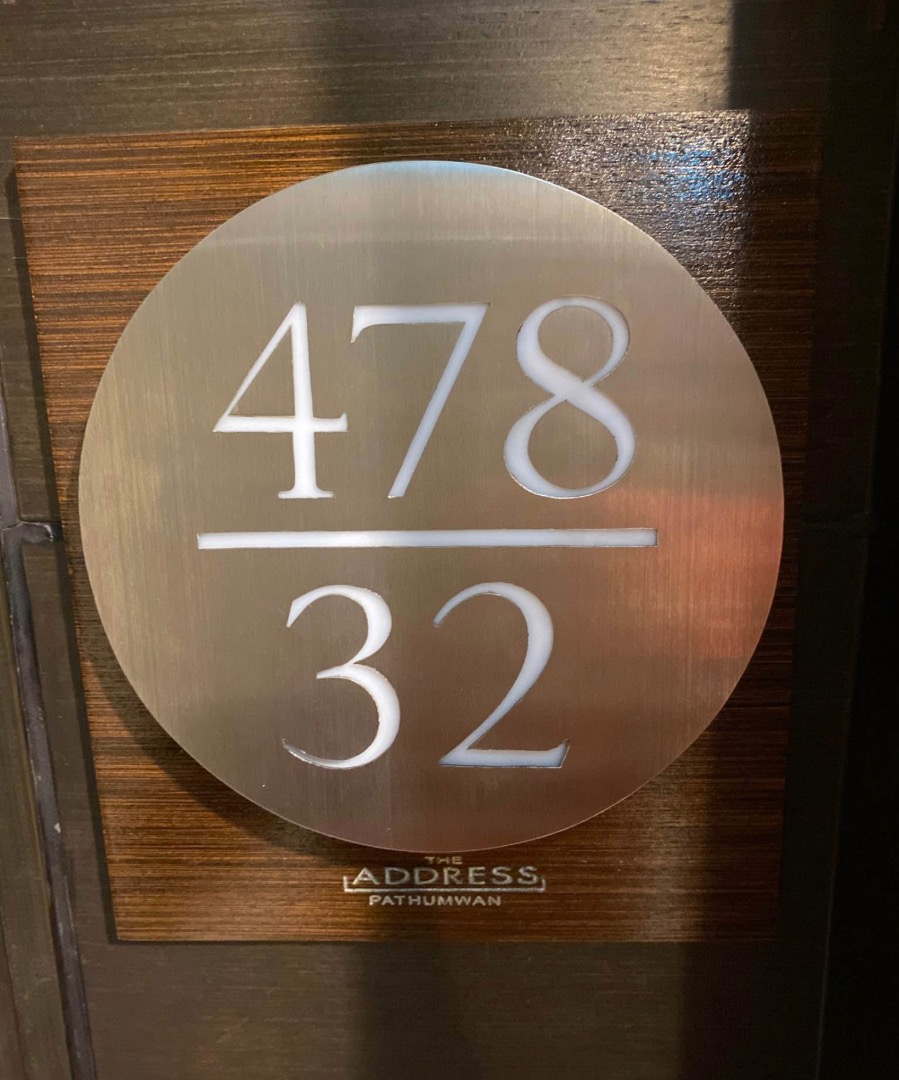 478
32
THE
ADDRESS
PATHUMWAN